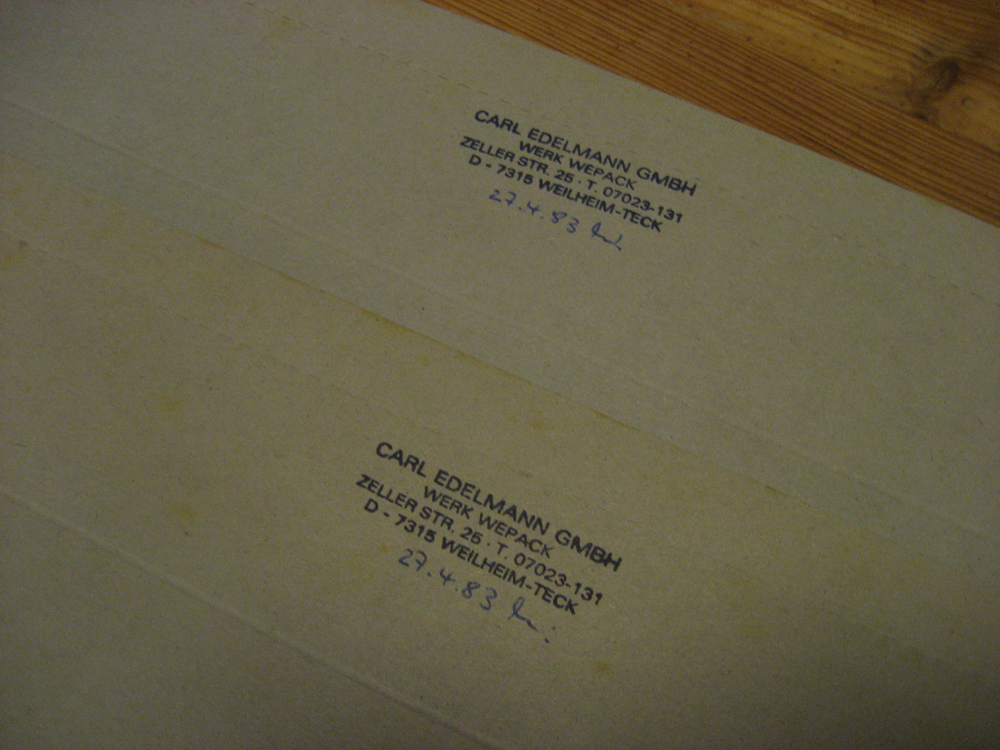 CARL EDELMANN GMBH
WERK WEPACK
ZELLER STR. 25 · T. 07023-131
D - 7315 WEILHEIM-TECK
27.4.83
CARL EDELMANN GMBH
WERK WEPACK
ZELLER STR. 25 · T. 07023-131
D - 7315 WEILHEIM-TECK
27.4.83